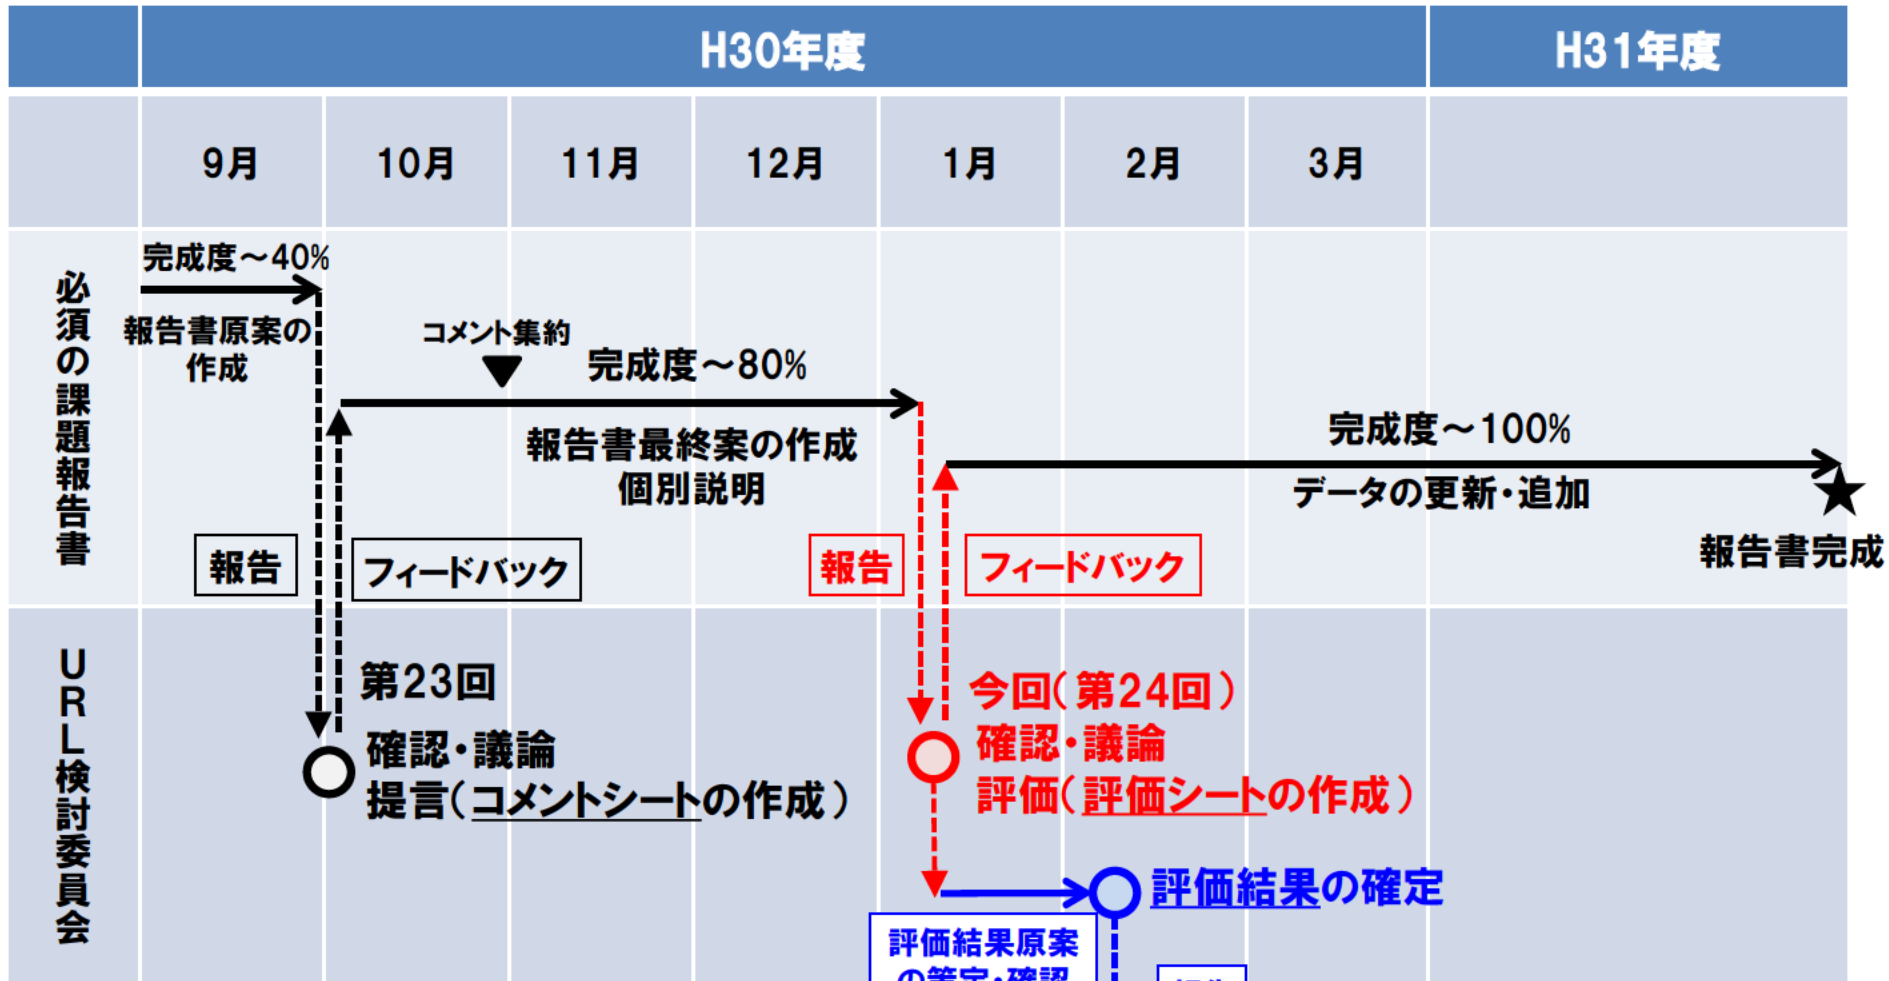 H30年度
H31年度
9月
10月
11月
12月
1月
2月
3月
必須の課題報告書
完成度～40%
報告書原案の
作成
コメント集約
完成度～80%
報告書最終案の作成
個別説明
完成度～100%
データの更新・追加
報告書完成
報告
フィードバック
報告
フィードバック
URL検討委員会
第23回
確認・議論
提言(コメントシートの作成)
今回(第24回)
確認・議論
評価(評価シートの作成)
評価結果の確定
評価結果原案